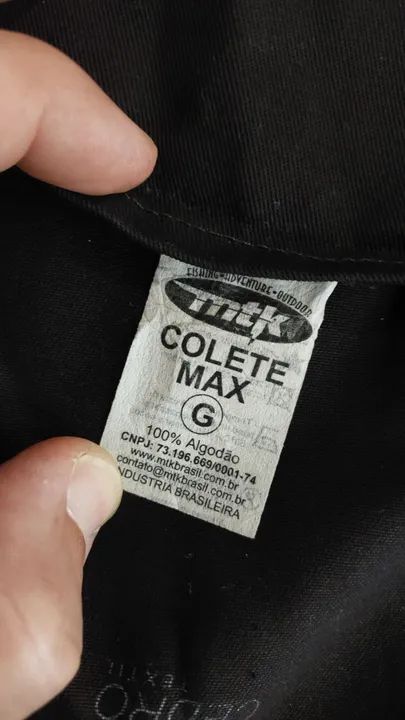 FISHING-ADVENTURE-OUTDOOR
mtk
COLETE
MAX
G
100% Algodão
CNPJ: 73.196.669/0001-74
www.mtkbrasil.com.br
contato@mtkbrasil.com.br
INDUSTRIA BRASILEIRA